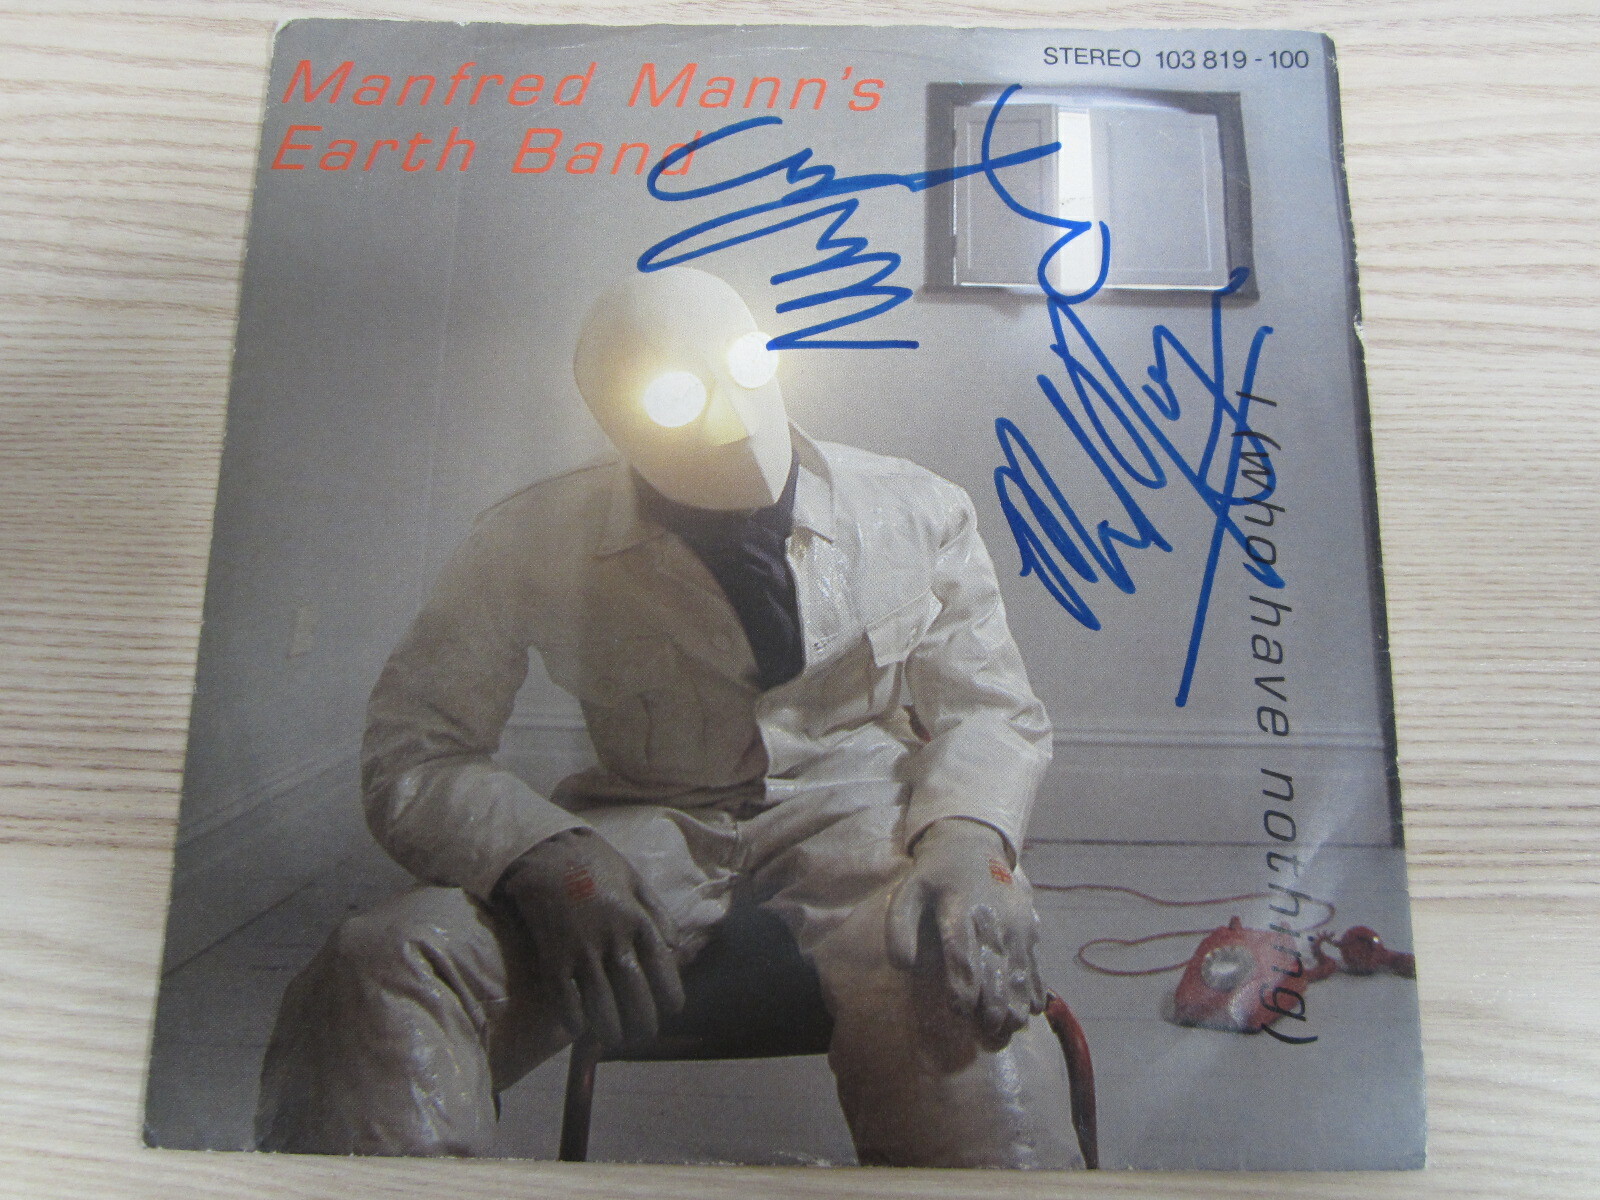 Manfred Mann's
Earth Band
STEREO 103 819 - 100
I (who have nothing)